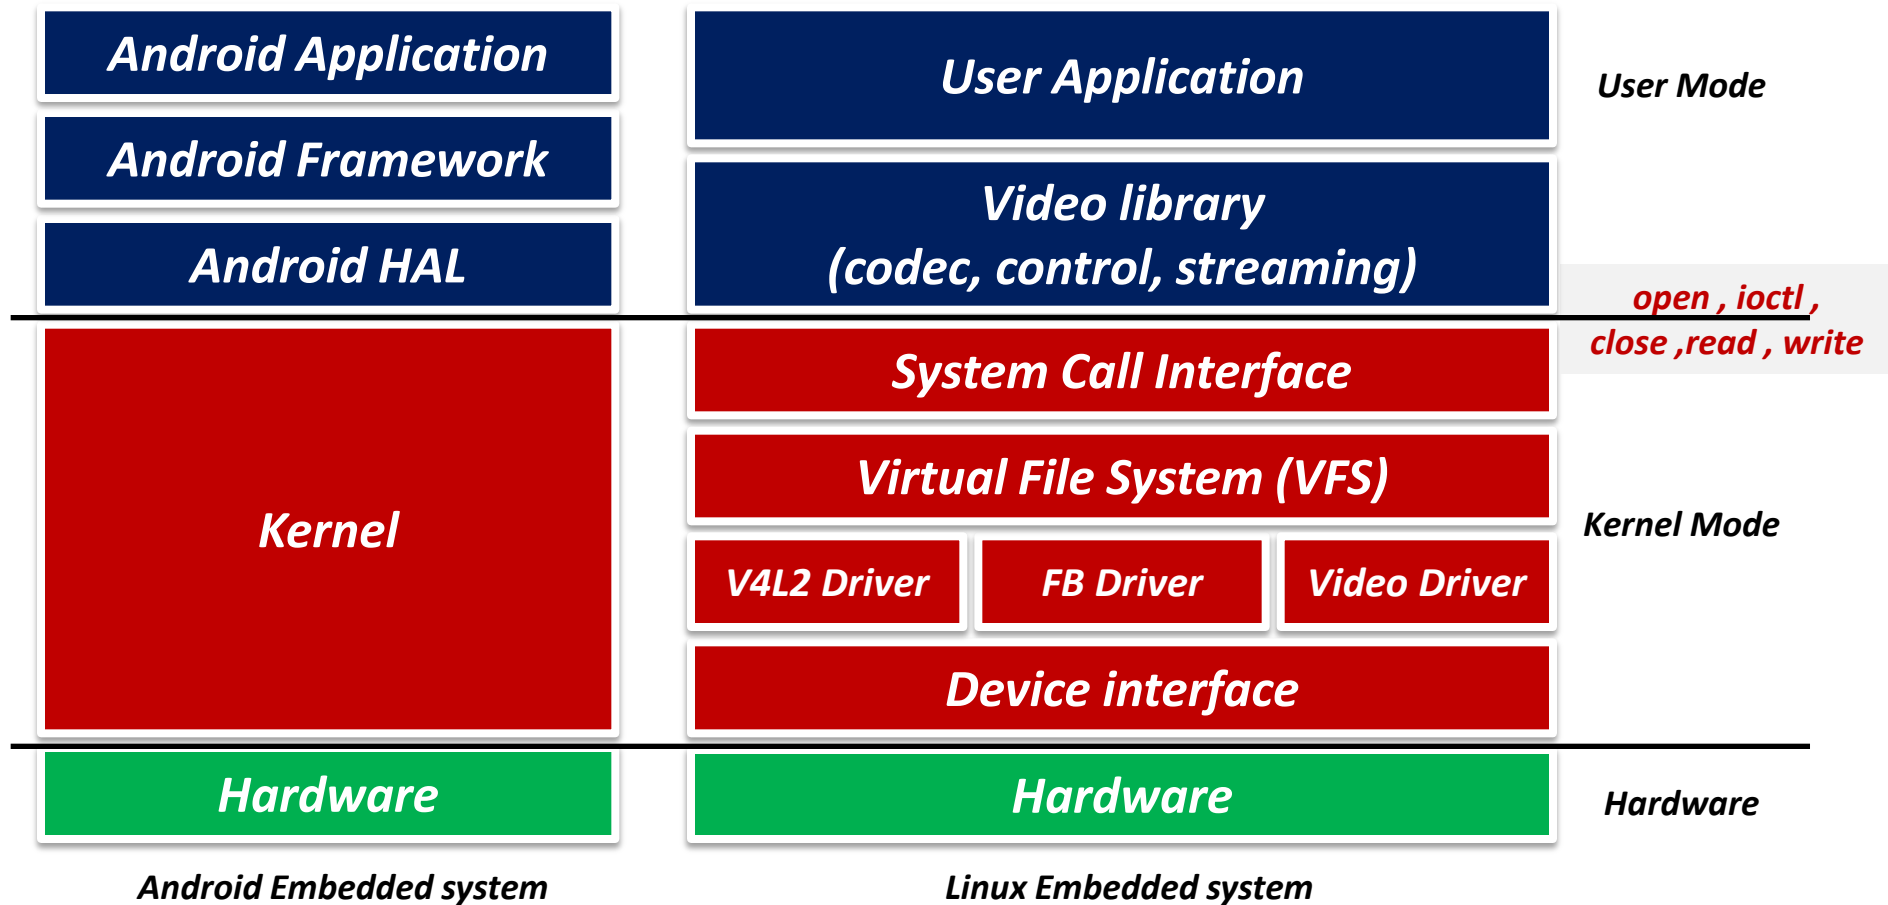 Android Application
Android Framework
Android HAL
Kernel
Hardware
Android Embedded system
User Application
Video library
(codec, control, streaming)
System Call Interface
Virtual File System (VFS)
V4L2 Driver
FB Driver
Video Driver
Device interface
Hardware
Linux Embedded system
User Mode
open , ioctl ,
close ,read , write
Kernel Mode
Hardware